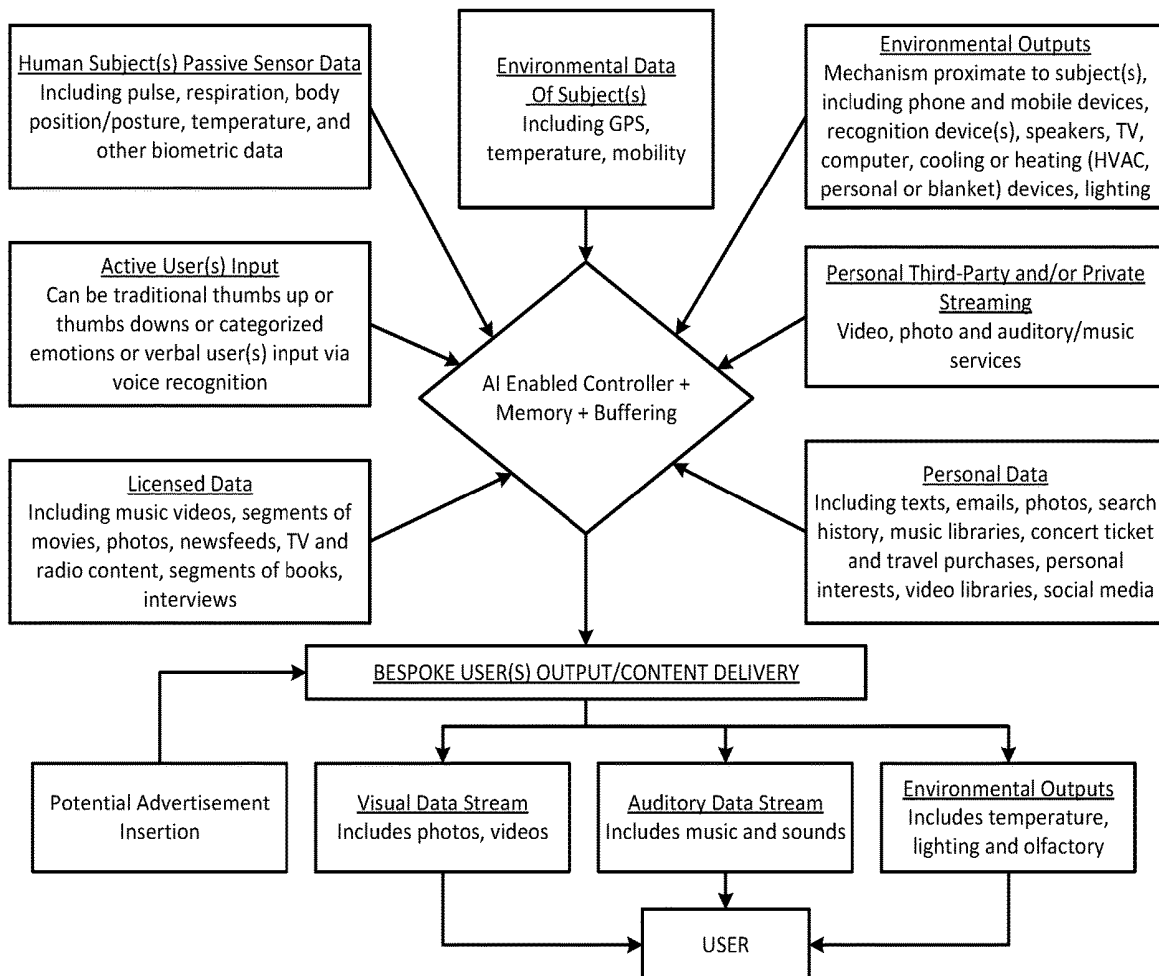 Human Subject(s) Passive Sensor Data
Including pulse, respiration, body
position/posture, temperature, and
other biometric data
Environmental Data
Of Subject(s)
Including GPS,
temperature, mobility
Environmental Outputs
Mechanism proximate to subject(s),
including phone and mobile devices,
recognition device(s), speakers, TV,
computer, cooling or heating (HVAC,
personal or blanket) devices, lighting
Active User(s) Input
Can be traditional thumbs up or
thumbs downs or categorized
emotions or verbal user(s) input via
voice recognition
AI Enabled Controller +
Memory + Buffering
Personal Third-Party and/or Private
Streaming
Video, photo and auditory/music
services
Licensed Data
Including music videos, segments of
movies, photos, newsfeeds, TV and
radio content, segments of books,
interviews
Personal Data
Including texts, emails, photos, search
history, music libraries, concert ticket
and travel purchases, personal
interests, video libraries, social media
BESPOKE USER(S) OUTPUT/CONTENT DELIVERY
Potential Advertisement
Insertion
Visual Data Stream
Includes photos, videos
Auditory Data Stream
Includes music and sounds
Environmental Outputs
Includes temperature,
lighting and olfactory
USER